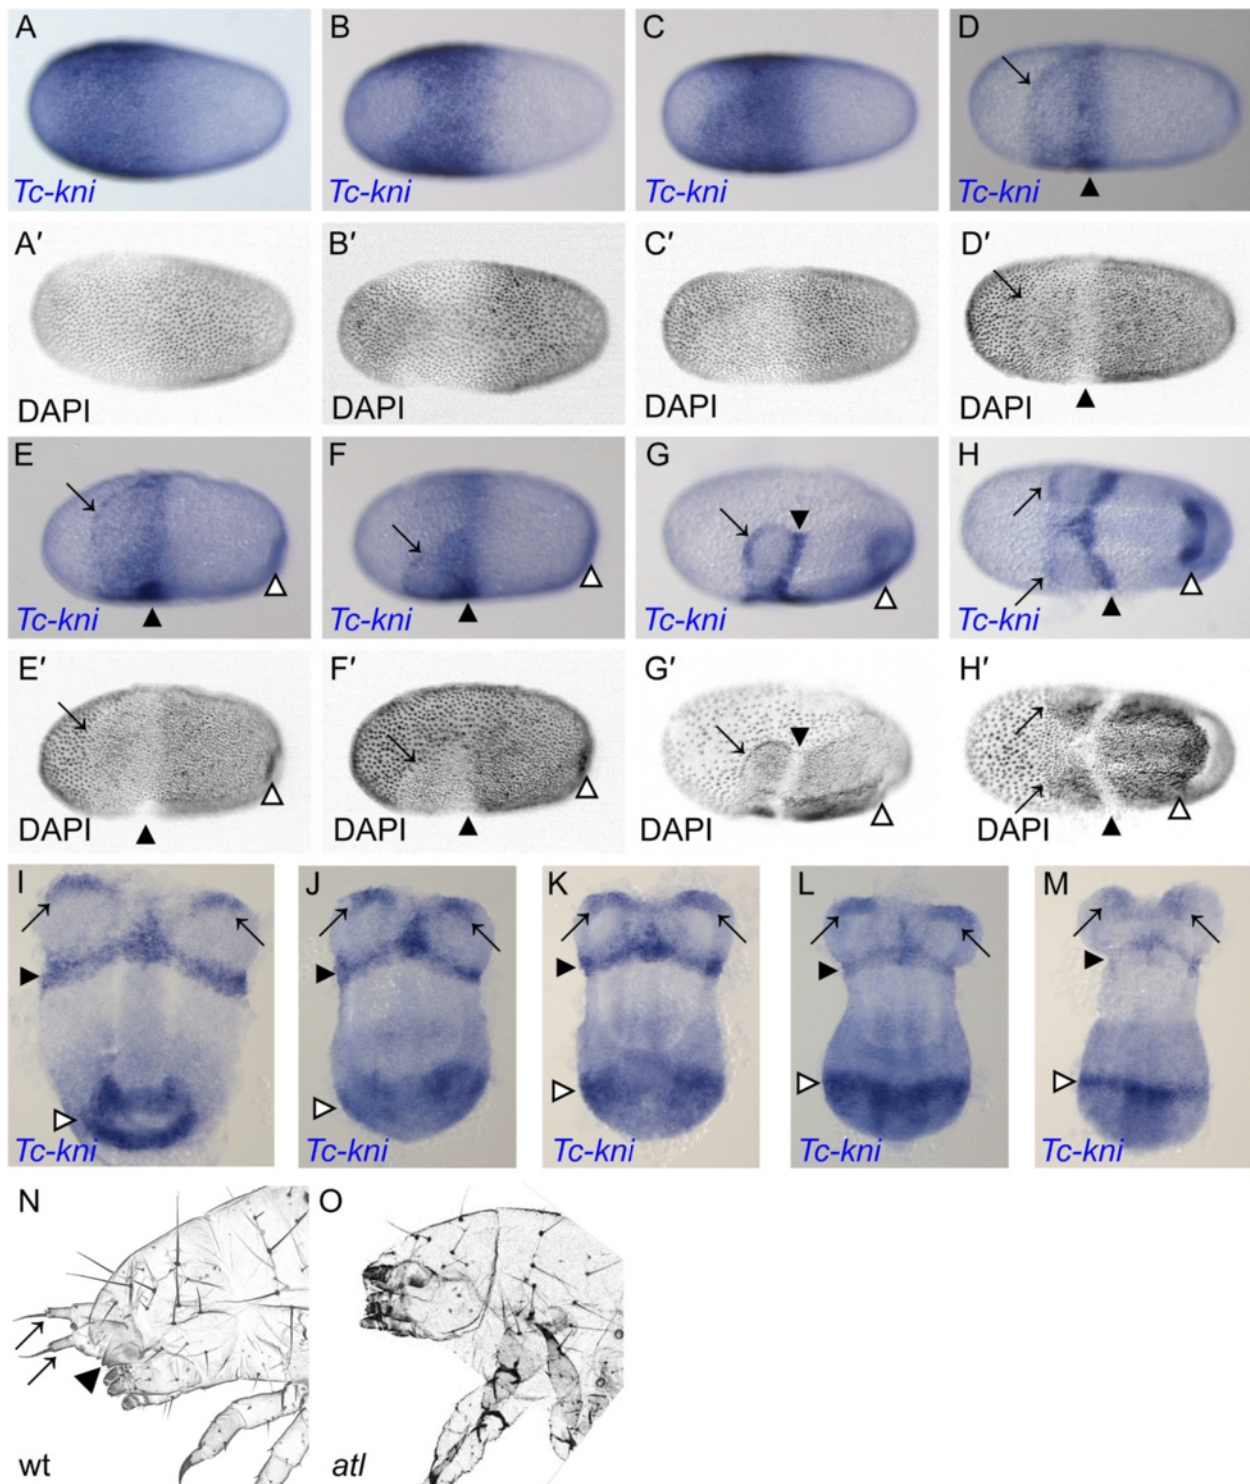 A B C D
Tc-kni Tc-kni Tc-kni Tc-kni
A′ B′ C′ D′
DAPI DAPI DAPI DAPI
E F G H
Tc-kni Tc-kni Tc-kni Tc-kni
E′ F′ G′ H′
DAPI DAPI DAPI DAPI
I J K L M
Tc-kni Tc-kni Tc-kni Tc-kni Tc-kni
N O
wt atl